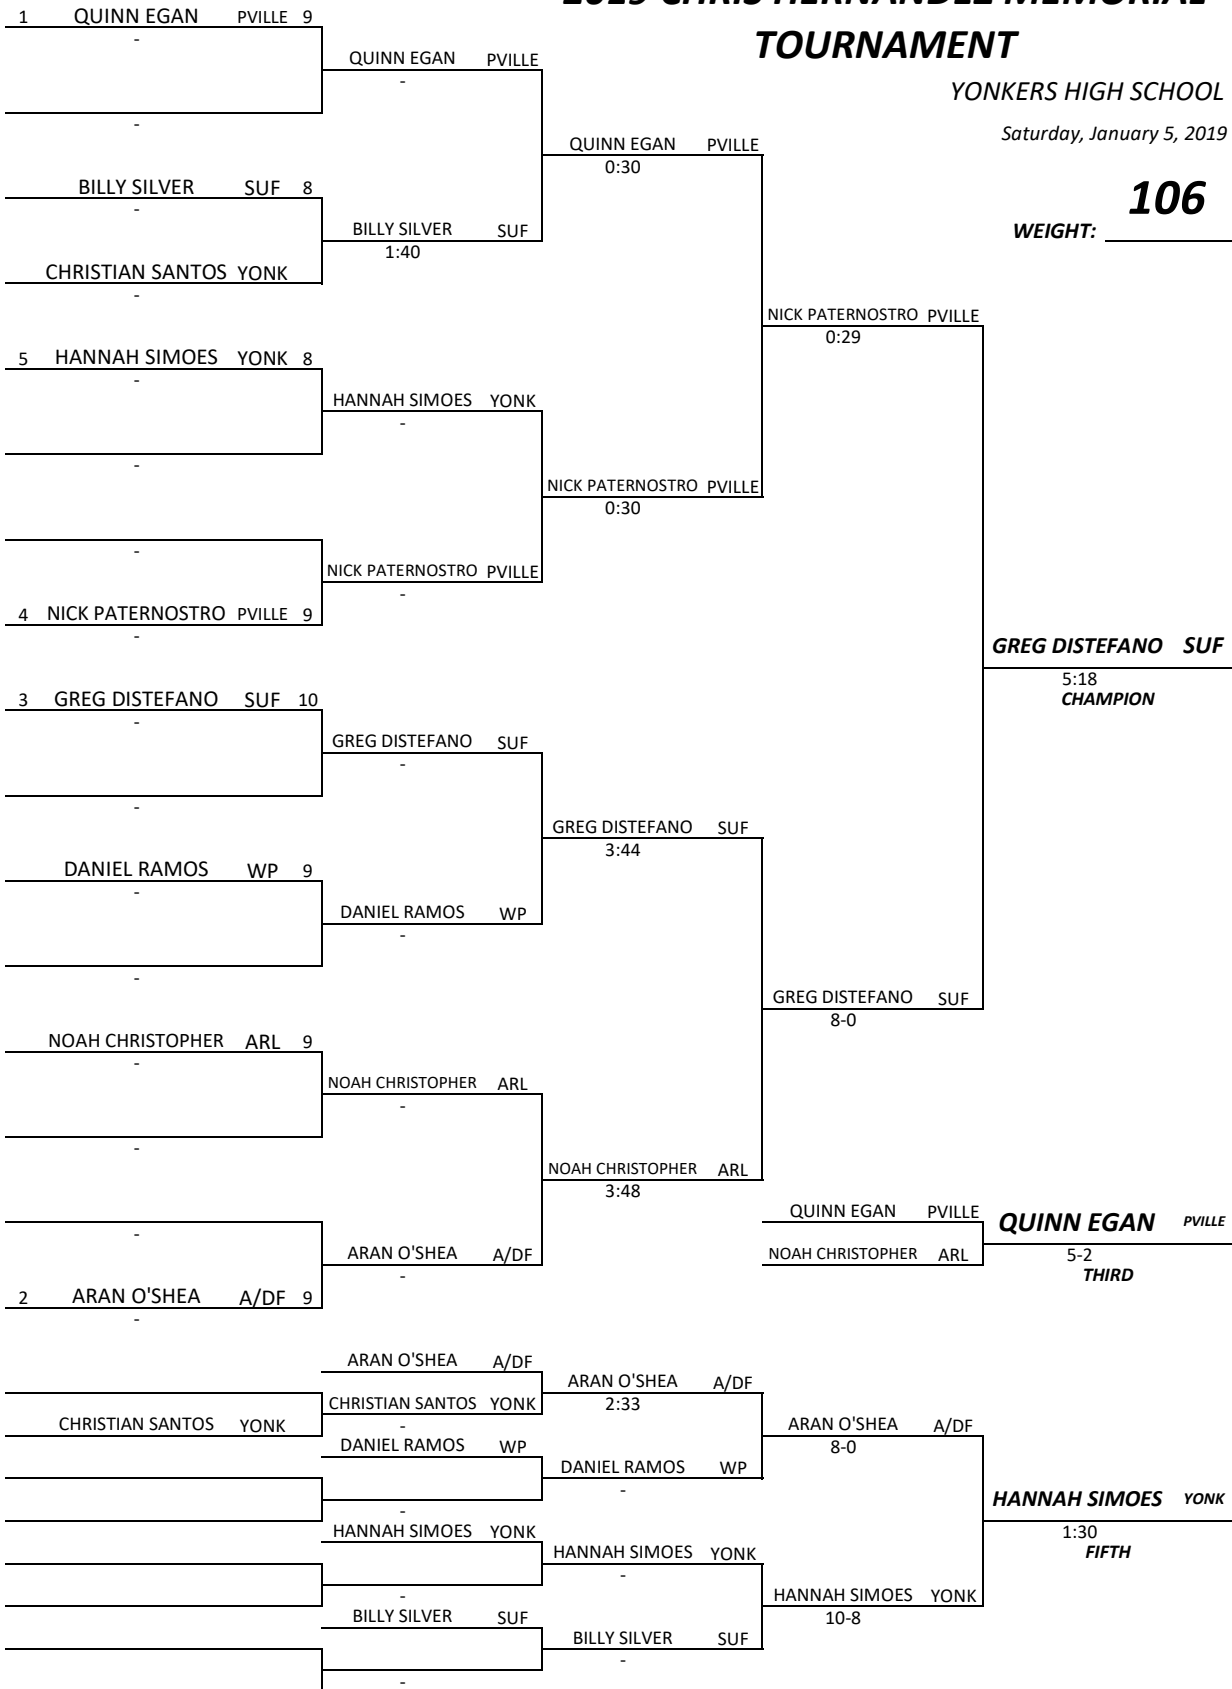 2019 CHRIS HERNANDEZ MEMORIAL
TOURNAMENT
YONKERS HIGH SCHOOL
Saturday, January 5, 2019
106
WEIGHT:
1 QUINN EGAN PVILLE 9
-
QUINN EGAN PVILLE
-
-
QUINN EGAN PVILLE
0:30
BILLY SILVER SUF 8
-
BILLY SILVER SUF
1:40
CHRISTIAN SANTOS YONK
-
NICK PATERNOSTRO PVILLE
0:29
5 HANNAH SIMOES YONK 8
-
HANNAH SIMOES YONK
-
-
NICK PATERNOSTRO PVILLE
0:30
-
NICK PATERNOSTRO PVILLE
-
4 NICK PATERNOSTRO PVILLE 9
-
GREG DISTEFANO SUF
5:18
CHAMPION
3 GREG DISTEFANO SUF 10
-
GREG DISTEFANO SUF
-
-
GREG DISTEFANO SUF
3:44
DANIEL RAMOS WP 9
-
DANIEL RAMOS WP
-
-
GREG DISTEFANO SUF
8-0
NOAH CHRISTOPHER ARL 9
-
NOAH CHRISTOPHER ARL
-
-
NOAH CHRISTOPHER ARL
3:48
QUINN EGAN PVILLE
QUINN EGAN PVILLE
-
ARAN O'SHEA A/DF
-
NOAH CHRISTOPHER ARL
5-2
THIRD
2 ARAN O'SHEA A/DF 9
-
ARAN O'SHEA A/DF
ARAN O'SHEA A/DF
2:33
CHRISTIAN SANTOS YONK
-
CHRISTIAN SANTOS YONK
ARAN O'SHEA A/DF
8-0
DANIEL RAMOS WP
DANIEL RAMOS WP
-
-
HANNAH SIMOES YONK
1:30
FIFTH
HANNAH SIMOES YONK
HANNAH SIMOES YONK
-
-
HANNAH SIMOES YONK
10-8
BILLY SILVER SUF
BILLY SILVER SUF
-
-